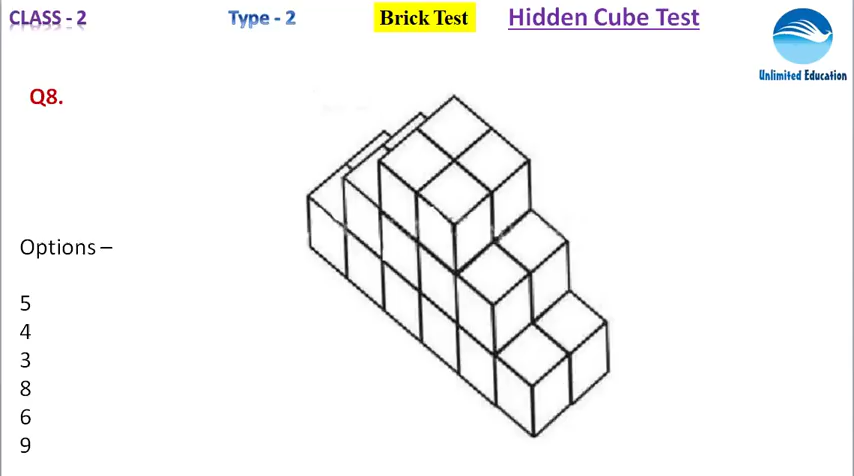 CLASS - 2
Type - 2
Brick Test
Hidden Cube Test
Unlimited Education
Q8.
Options –
5
4
3
8
6
9